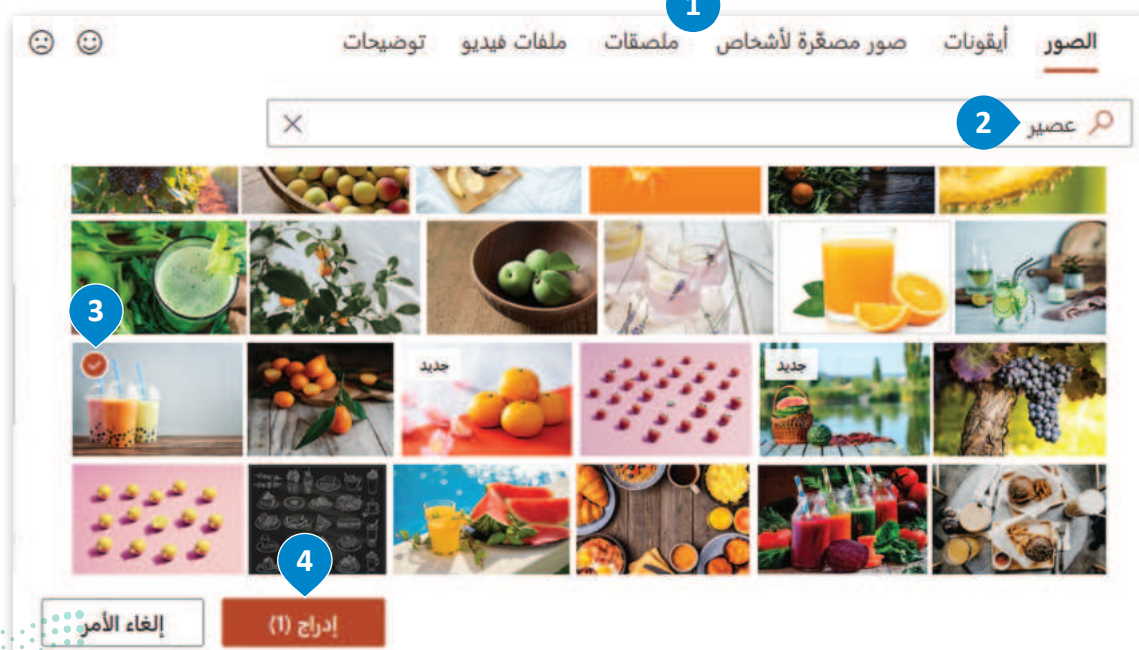 1
الصور أيقونات صور مصغّرة لأشخاص ملصقات ملفات فيديو توضيحات
عصير 2
3
جديد
جديد
4
إدراج (1) إلغاء الأمر